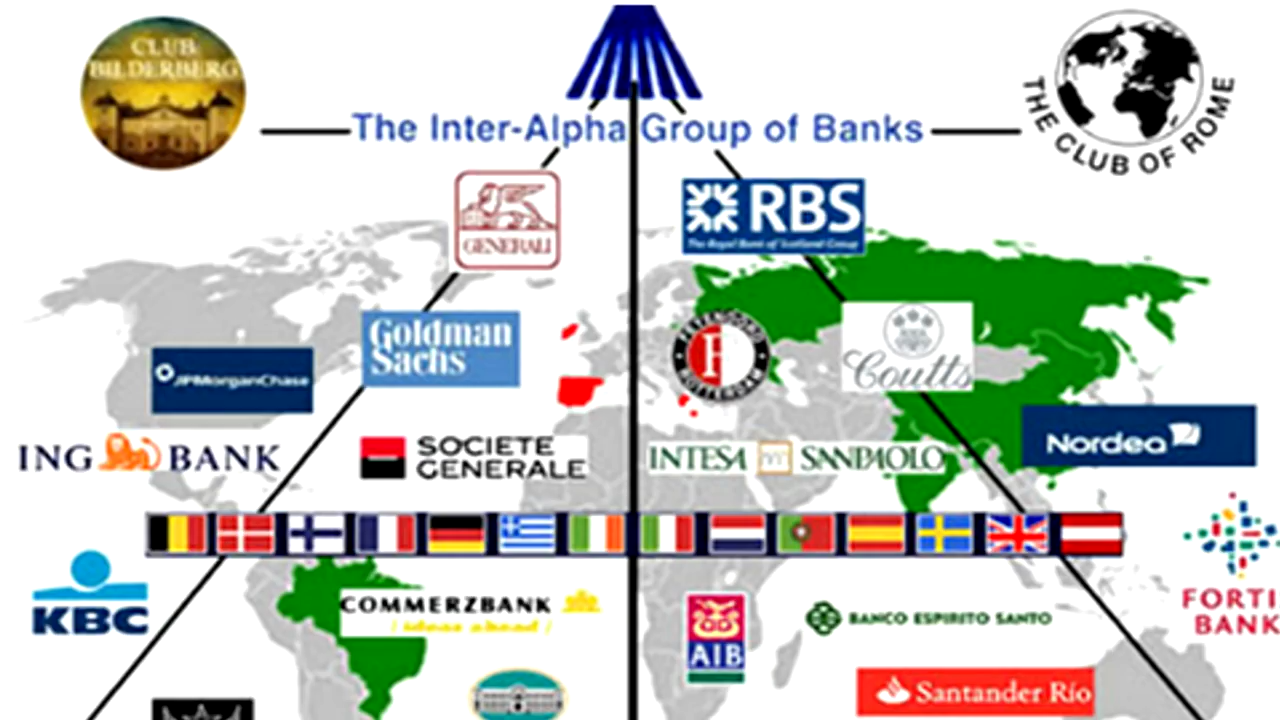 CLUB
BILDERBERG
The Inter-Alpha Group of Banks
THE CLUB OF ROME
GENERALI
RBS
The Royal Bank of Scotland Group
Goldman
Sachs
JPMorganChase
FEYENOORD
F
ROTTERDAM
Coutts
ING BANK
SOCIETE
GENERALE
INTESA SANPAOLO
Nordea
KBC
COMMERZBANK
ideas ahead /
AIB
BANCO ESPIRITO SANTO
FORTI
BANK
Santander Río